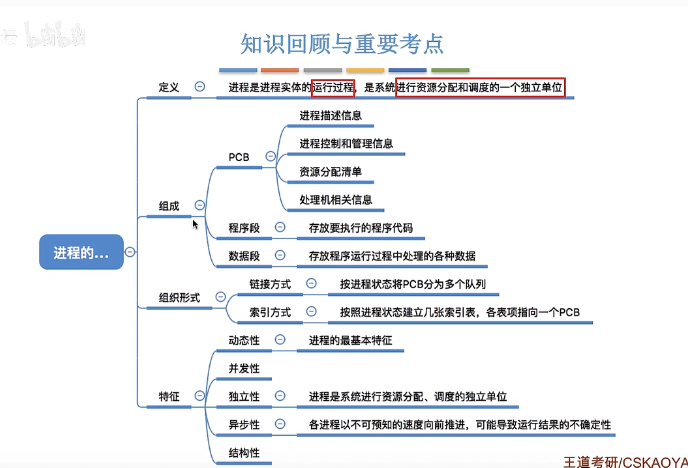 知识回顾与重要考点
定义
进程是进程实体的运行过程，是系统进行资源分配和调度的一个独立单位
进程描述信息
PCB
进程控制和管理信息
资源分配清单
处理机相关信息
组成
程序段
存放要执行的程序代码
数据段
存放程序运行过程中处理的各种数据
进程的...
链接方式
按进程状态将PCB分为多个队列
组织形式
索引方式
按照进程状态建立几张索引表，各表项指向一个PCB
动态性
进程的最基本特征
并发性
特征
独立性
进程是系统进行资源分配、调度的独立单位
异步性
各进程以不可预知的速度向前推进，可能导致运行结果的不确定性
结构性
王道考研/CSKAOYA